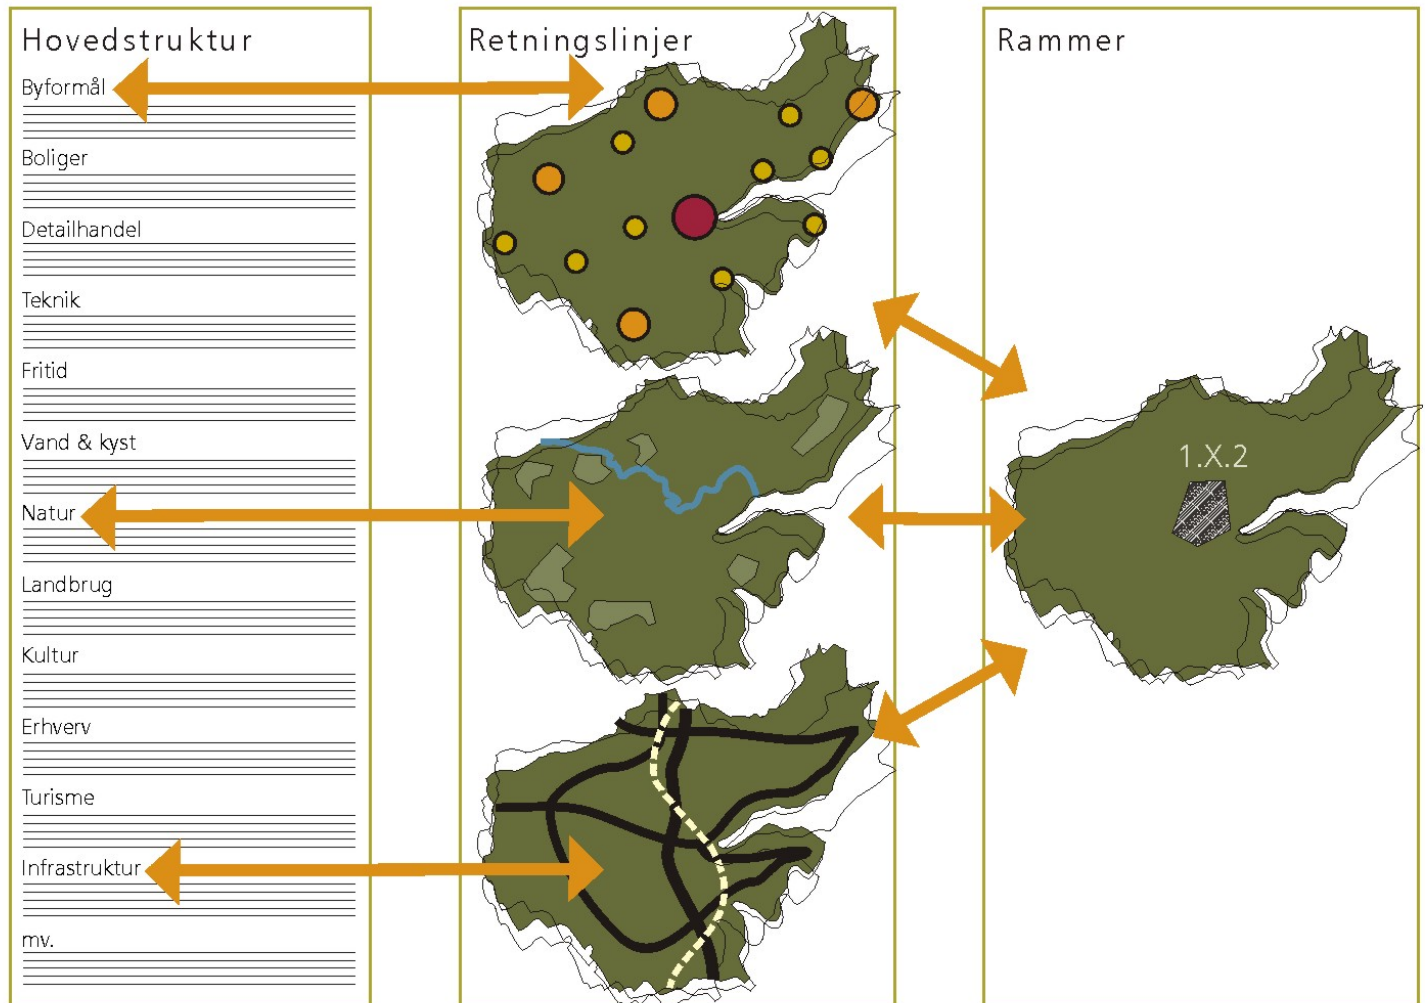 Hovedstruktur
Byformål
Boliger
Detailhandel
Teknik
Fritid
Vand & kyst
Natur
Landbrug
Kultur
Erhverv
Turisme
Infrastruktur
mv.
Retningslinjer
Rammer
1.X.2